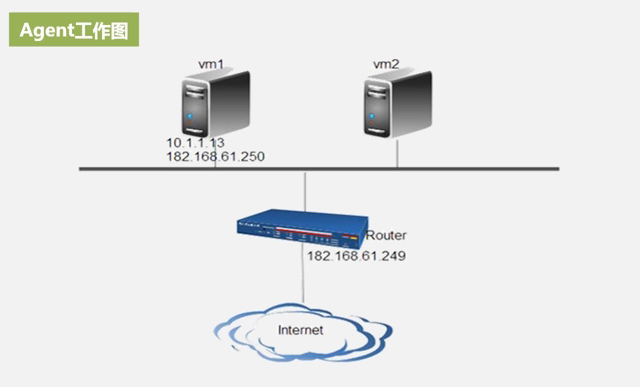 Agent工作图
vm1
vm2
10.1.1.13
182.168.61.250
Router
182.168.61.249
Internet